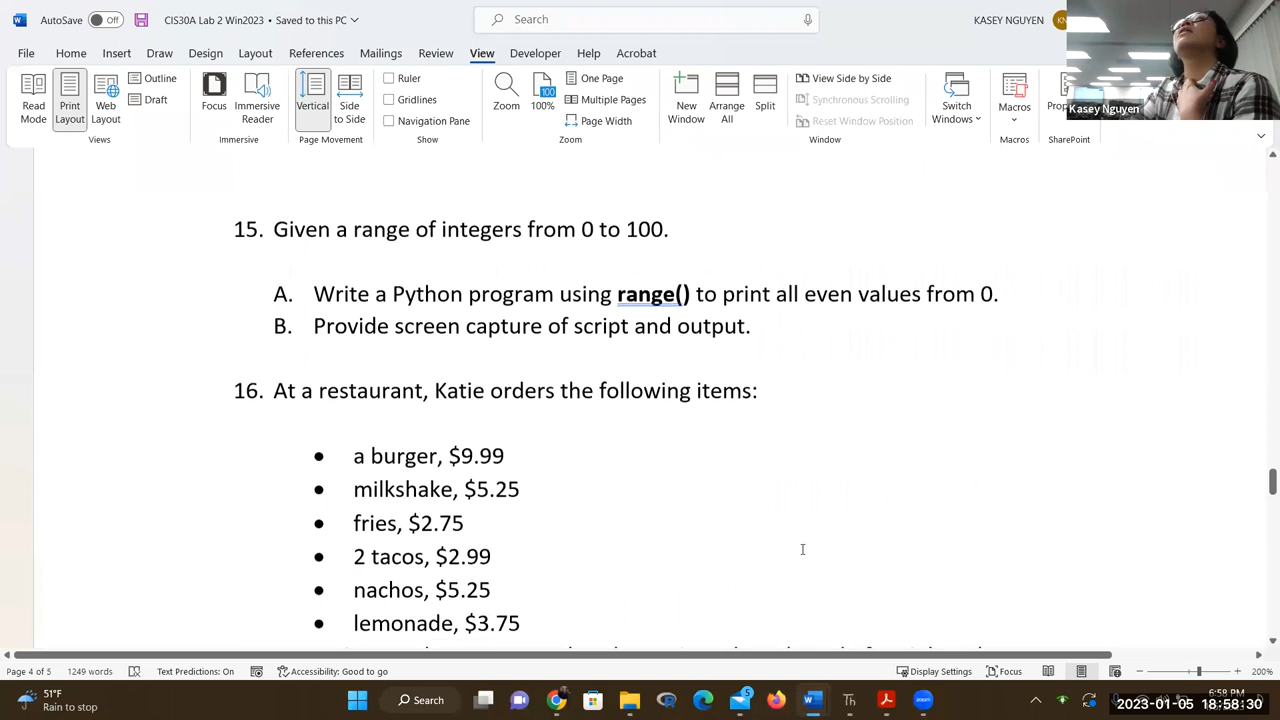 AutoSave Off CIS30A Lab 2 Win2023 • Saved to this PC Search KASEY NGUYEN
File Home Insert Draw Design Layout References Mailings Review View Developer Help Acrobat
Read Mode Print Layout Web Layout Outline Draft Views
Focus Immersive Reader Immersive
Vertical Side to Side Page Movement
Ruler Gridlines Navigation Pane Show
Zoom 100% One Page Multiple Pages Page Width Zoom
New Window Arrange All Split View Side by Side Synchronous Scrolling Reset Window Position Switch Windows Window
Macros Macros
SharePoint
Kasey Nguyen
15. Given a range of integers from 0 to 100.
A. Write a Python program using range() to print all even values from 0.
B. Provide screen capture of script and output.
16. At a restaurant, Katie orders the following items:
• a burger, $9.99
• milkshake, $5.25
• fries, $2.75
• 2 tacos, $2.99
• nachos, $5.25
• lemonade, $3.75
Page 4 of 5 1249 words Text Predictions: On Accessibility: Good to go Display Settings Focus 200%
51°F
Rain to stop
Search
5
6:58 PM
2023-01-05 18:58:30